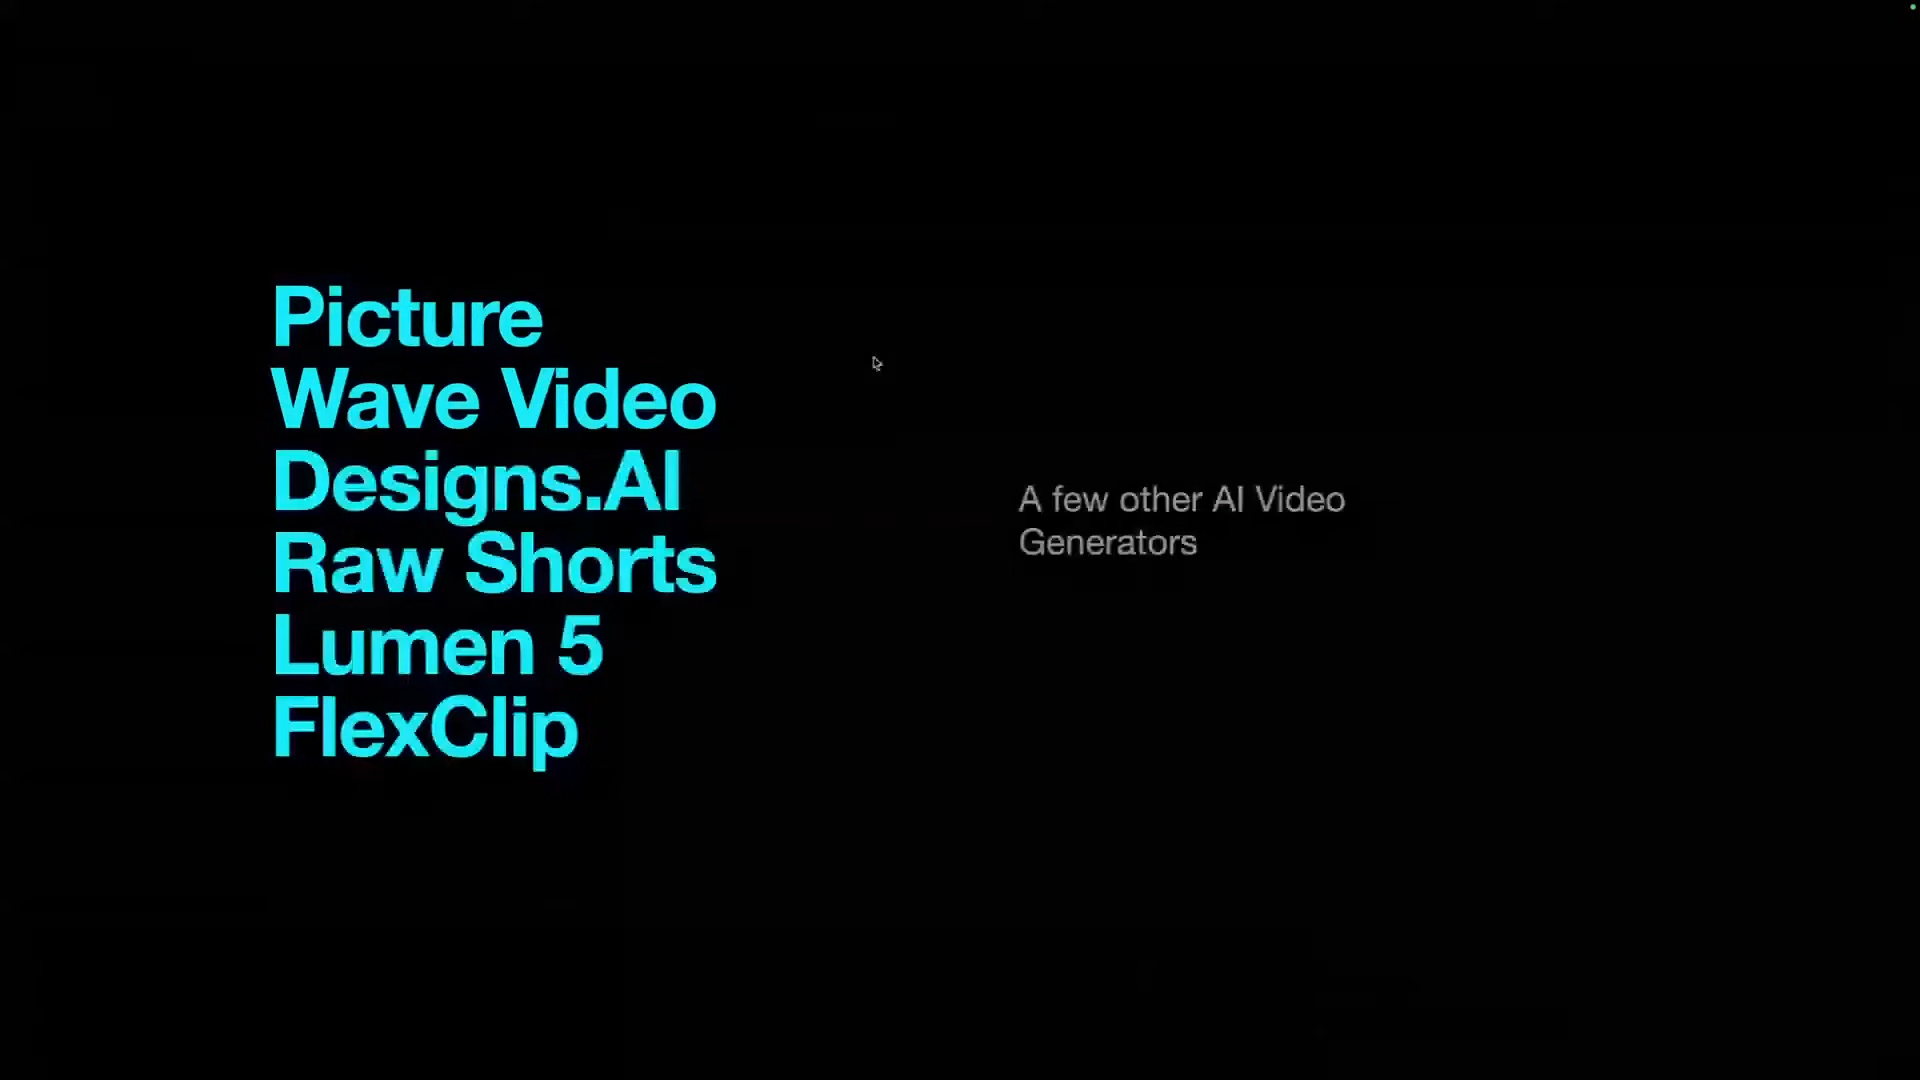 Picture
Wave Video
Designs.AI
Raw Shorts
Lumen 5
FlexClip
A few other AI Video
Generators